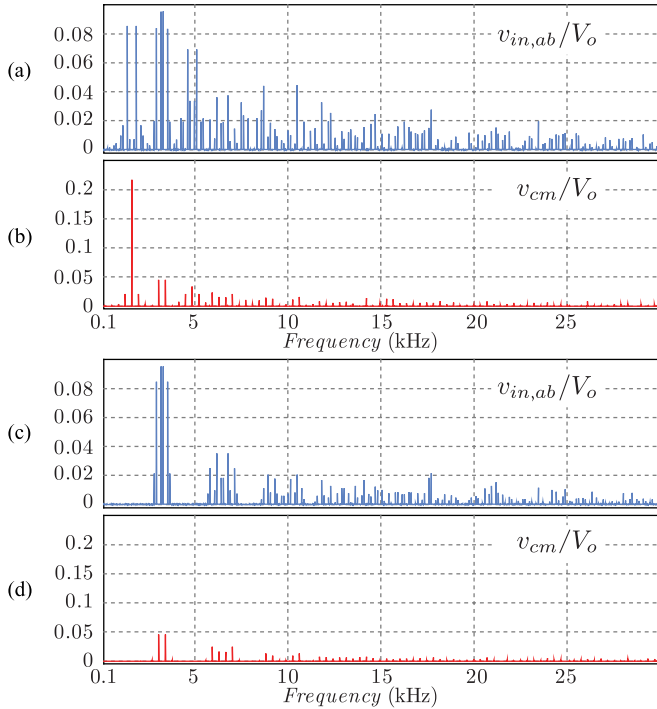 (a)
v_{in,ab}/V_o
0.08
0.06
0.04
0.02
0
(b)
v_{cm}/V_o
0.2
0.15
0.1
0.05
0
0.1 5 10 15 20 25
Frequency (kHz)
(c)
v_{in,ab}/V_o
0.08
0.06
0.04
0.02
0
(d)
v_{cm}/V_o
0.2
0.15
0.1
0.05
0
0.1 5 10 15 20 25
Frequency (kHz)